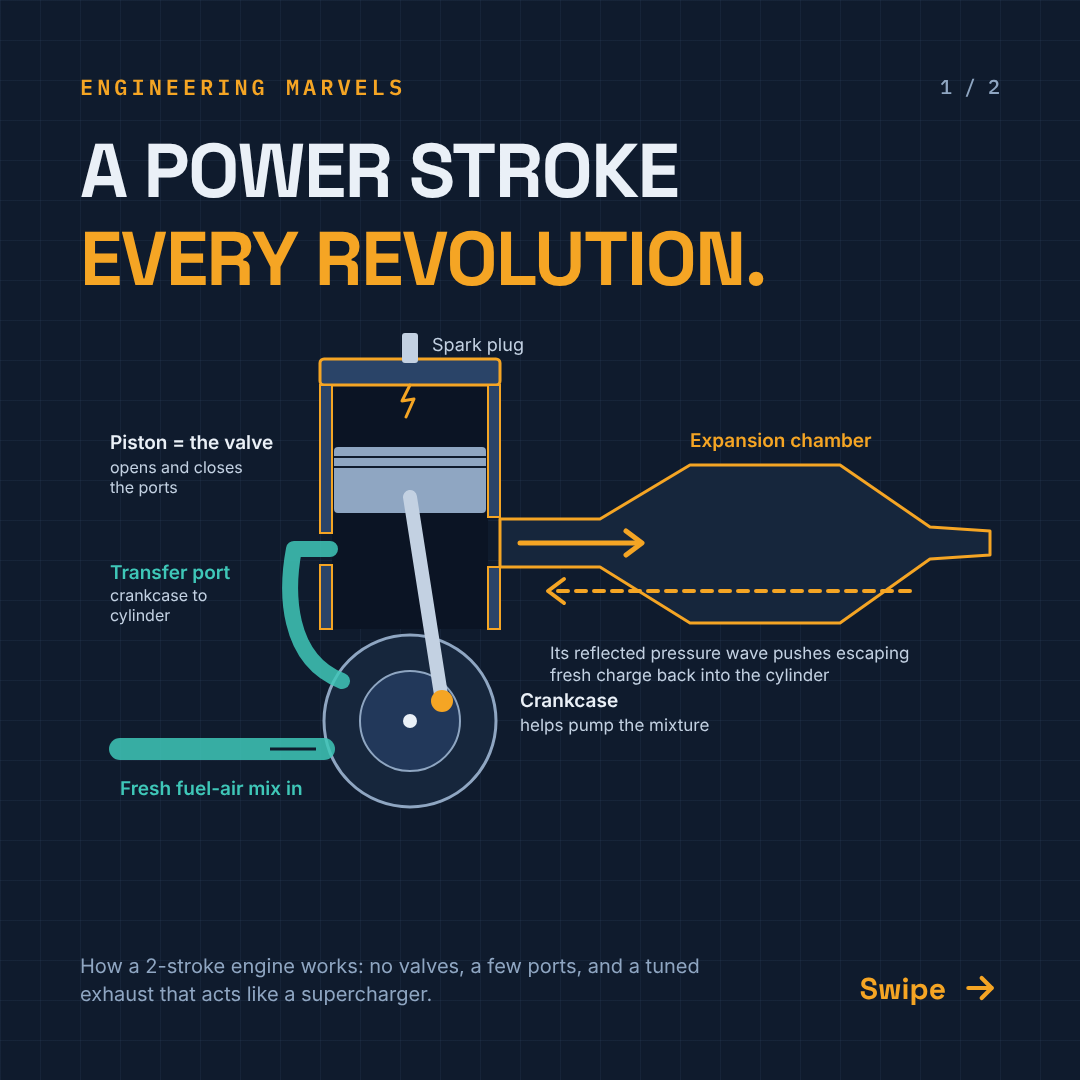 ENGINEERING MARVELS
1 / 2
A POWER STROKE
EVERY REVOLUTION.
Spark plug
Piston = the valve
opens and closes
the ports
Expansion chamber
Transfer port
crankcase to
cylinder
Its reflected pressure wave pushes escaping
fresh charge back into the cylinder
Crankcase
helps pump the mixture
Fresh fuel-air mix in
How a 2-stroke engine works: no valves, a few ports, and a tuned
exhaust that acts like a supercharger.
Swipe →